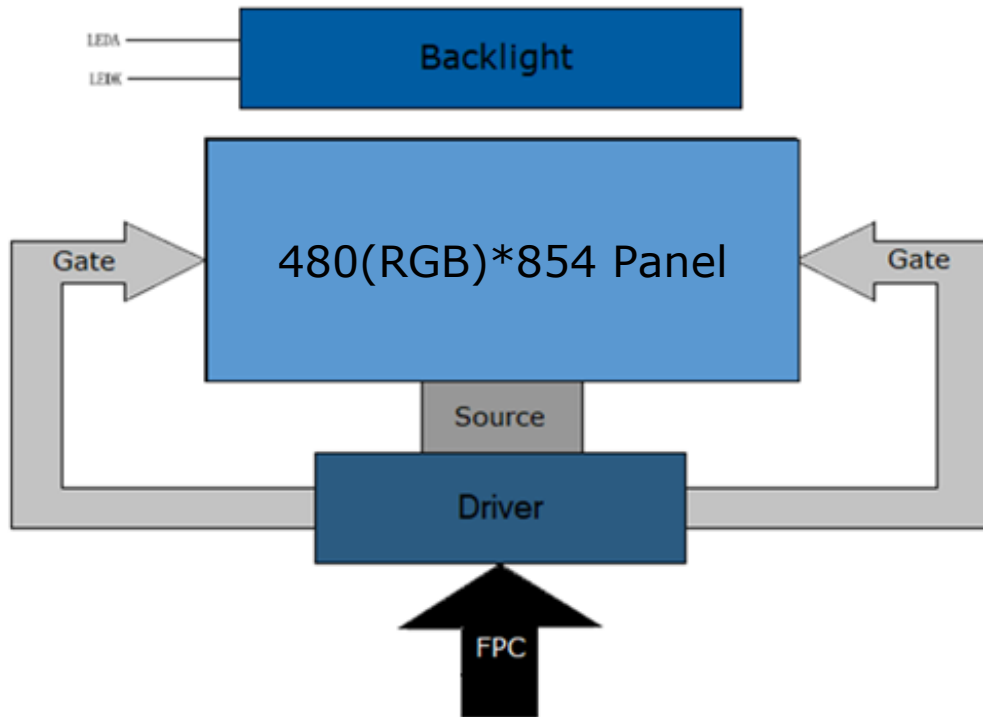 LEDA
LEDK
Backlight
480(RGB)*854 Panel
Gate
Gate
Source
Driver
FPC